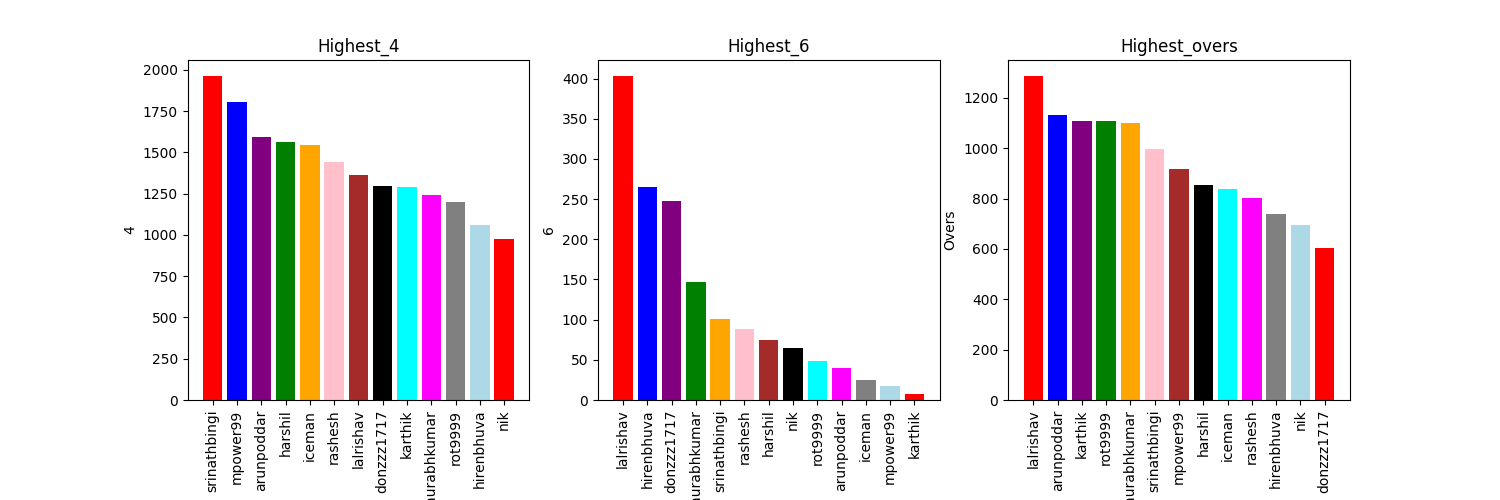 Highest_4
4
2000
1750
1500
1250
1000
750
500
250
0
srinathbingi
mpower99
arunpoddar
harshil
iceman
rashesh
lalrishav
donzzz1717
karthik
urabhkumar
rot9999
hirenbhuva
nik
Highest_6
6
400
350
300
250
200
150
100
50
0
lalrishav
hirenbhuva
donzzz1717
urabhkumar
srinathbingi
rashesh
harshil
nik
rot9999
arunpoddar
iceman
mpower99
karthik
Highest_overs
Overs
1200
1000
800
600
400
200
0
lalrishav
arunpoddar
karthik
rot9999
urabhkumar
srinathbingi
mpower99
harshil
iceman
rashesh
hirenbhuva
nik
donzzz1717